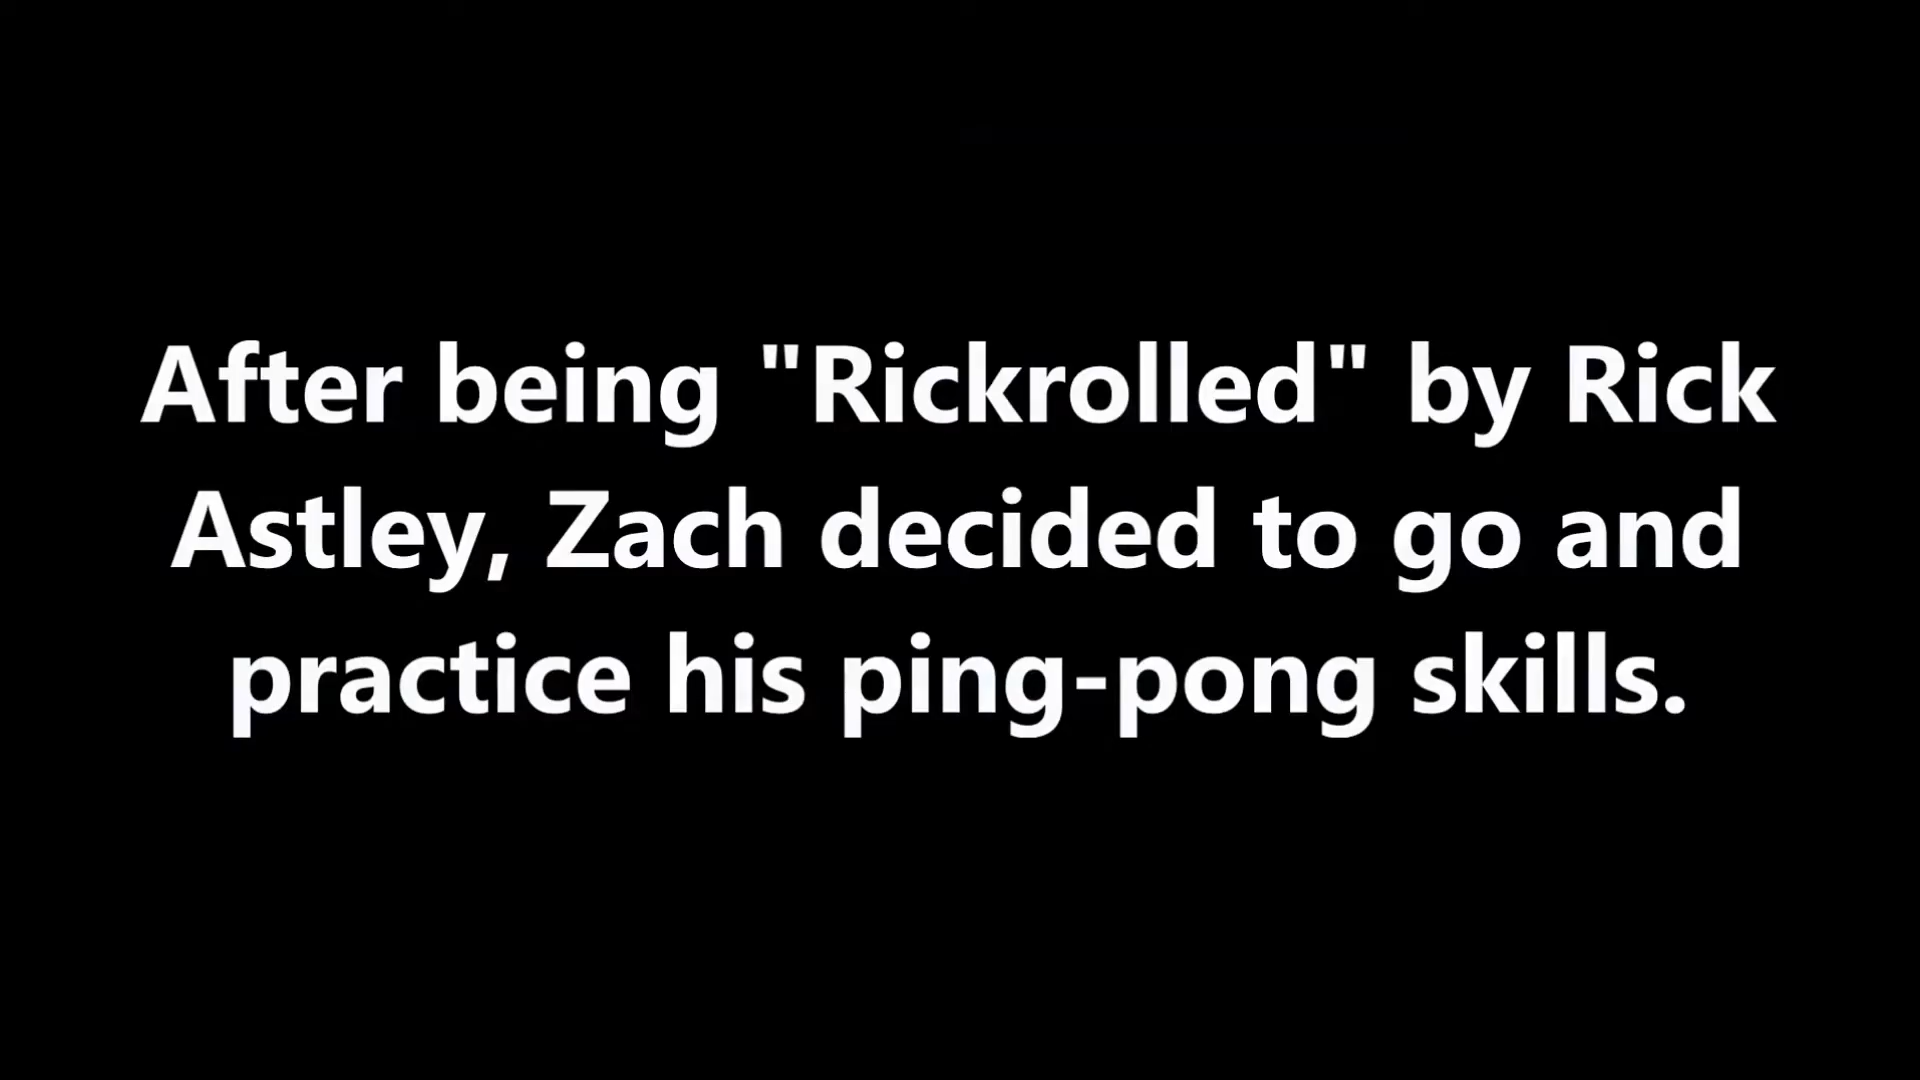 After being "Rickrolled" by Rick
Astley, Zach decided to go and
practice his ping-pong skills.